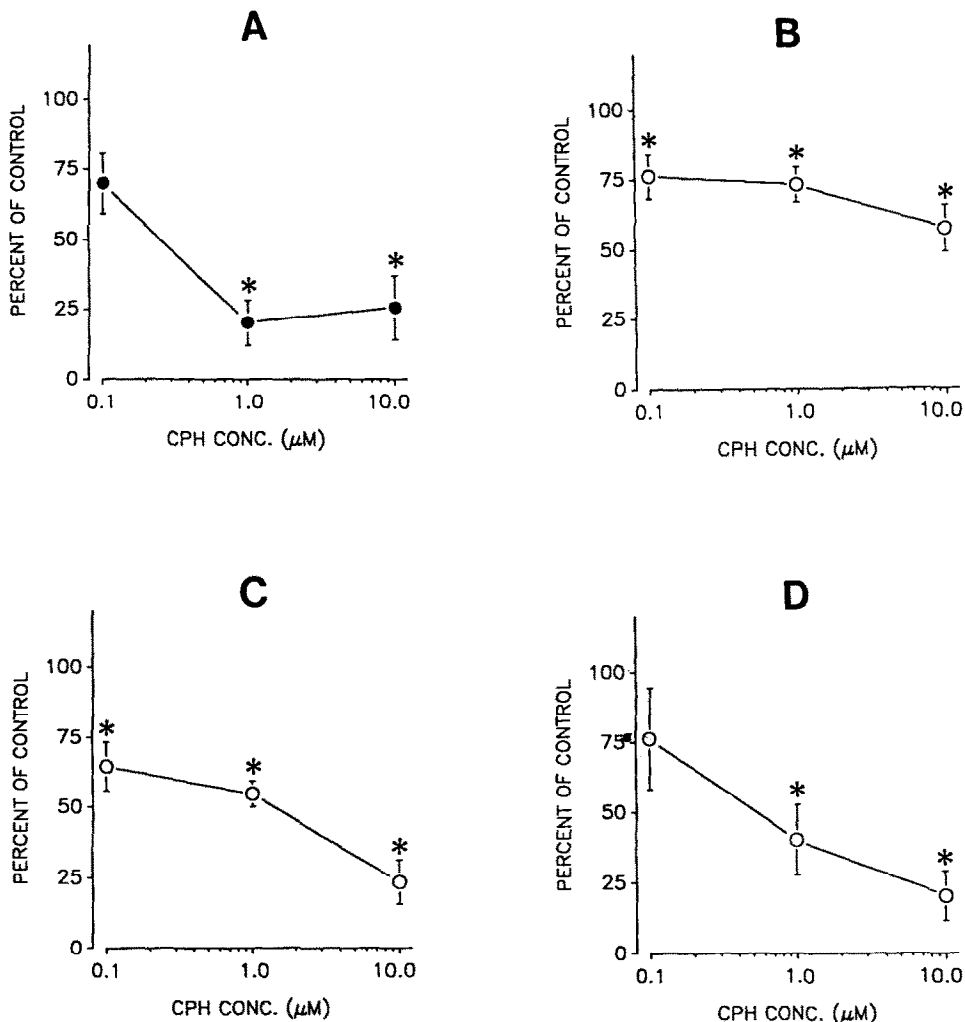 A
PERCENT OF CONTROL
100
75
50
25
0
*
*
0.1 1.0 10.0
CPH CONC. (μM)
B
PERCENT OF CONTROL
100
75
50
25
0
*
*
*
0.1 1.0 10.0
CPH CONC. (μM)
C
PERCENT OF CONTROL
100
75
50
25
0
*
*
*
0.1 1.0 10.0
CPH CONC. (μM)
D
PERCENT OF CONTROL
100
75
50
25
0
*
*
0.1 1.0 10.0
CPH CONC. (μM)